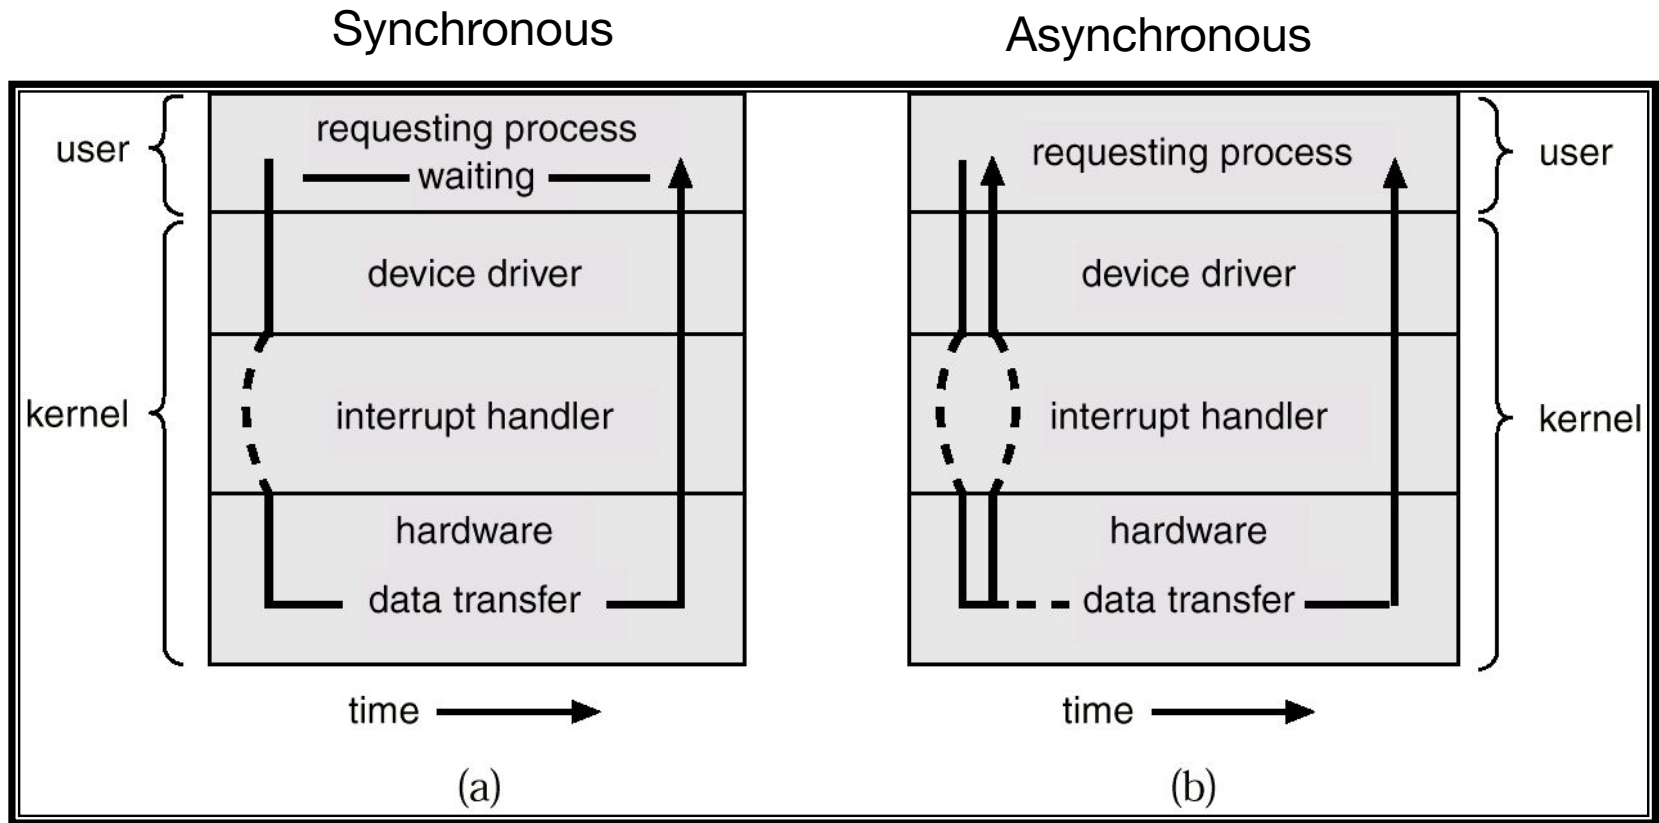 Synchronous
Asynchronous
user
requesting process
waiting
device driver
kernel
interrupt handler
hardware
data transfer
time
(a)
requesting process
user
device driver
interrupt handler
kernel
hardware
data transfer
time
(b)